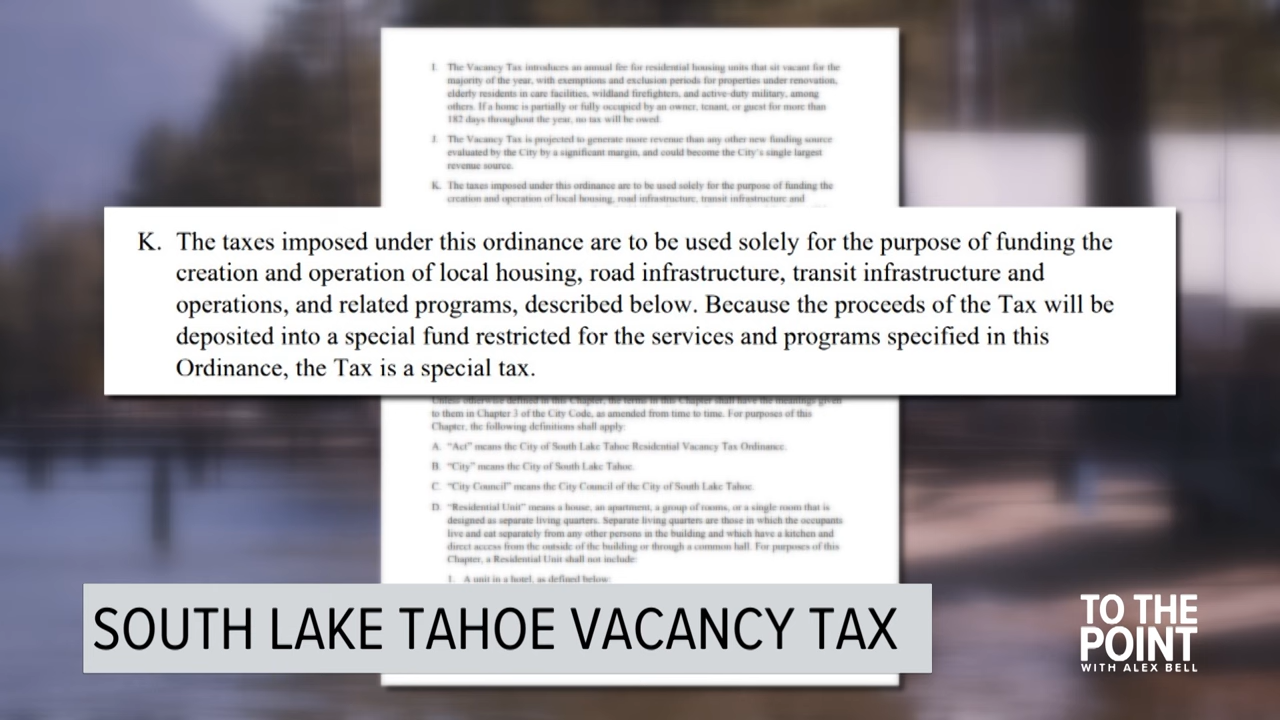 I. The Vacancy Tax introduces an annual fee for residential housing units that sit vacant for the
majority of the year, with exemptions and exclusion periods for properties under renovation,
elderly residents in care facilities, wildland firefighters, and active-duty military, among
others. If a home is partially or fully occupied by an owner, tenant, or guest for more than
182 days throughout the year, no tax will be owed.
J. The Vacancy Tax is projected to generate more revenue than any other new funding source
evaluated by the City by a significant margin, and could become the City's single largest
revenue source.
K. The taxes imposed under this ordinance are to be used solely for the purpose of funding the
creation and operation of local housing, road infrastructure, transit infrastructure and
K. The taxes imposed under this ordinance are to be used solely for the purpose of funding the
creation and operation of local housing, road infrastructure, transit infrastructure and
operations, and related programs, described below. Because the proceeds of the Tax will be
deposited into a special fund restricted for the services and programs specified in this
Ordinance, the Tax is a special tax.
Unless otherwise defined in this Chapter, the terms in this Chapter shall have the meanings given
to them in Chapter 3 of the City Code, as amended from time to time. For purposes of this
Chapter, the following definitions shall apply:
A. "Act" means the City of South Lake Tahoe Residential Vacancy Tax Ordinance.
B. "City" means the City of South Lake Tahoe.
C. "City Council" means the City Council of the City of South Lake Tahoe.
D. "Residential Unit" means a house, an apartment, a group of rooms, or a single room that is
designed as separate living quarters. Separate living quarters are those in which the occupants
live and eat separately from any other persons in the building and which have a kitchen and
direct access from the outside of the building or through a common hall. For purposes of this
Chapter, a Residential Unit shall not include:
1. A unit in a hotel, as defined below:
SOUTH LAKE TAHOE VACANCY TAX
TO THE
POINT
WITH ALEX BELL